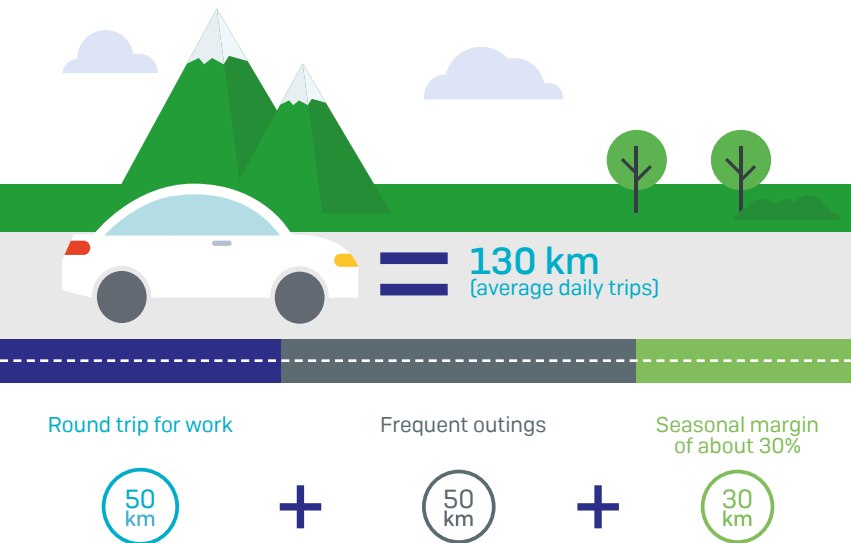 130 km
(average daily trips)
Round trip for work
Frequent outings
Seasonal margin
of about 30%
50
km
+
50
km
+
30
km